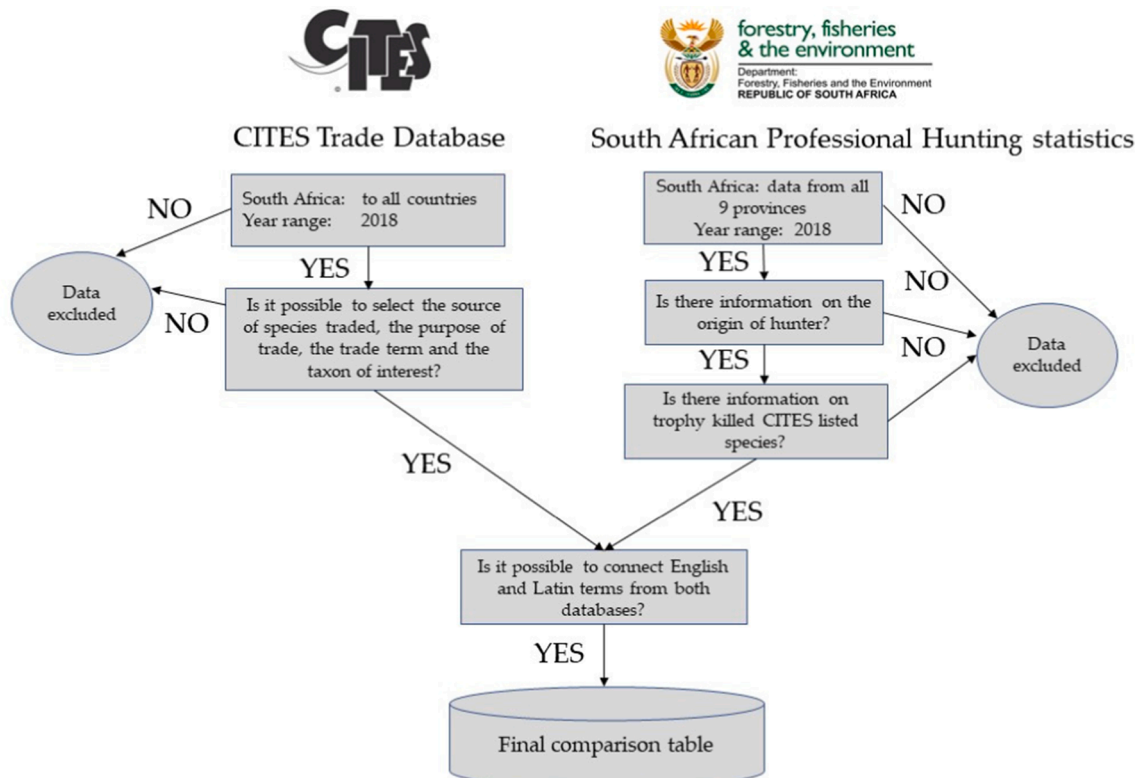 CITES
forestry, fisheries
& the environment
Department:
Forestry, Fisheries and the Environment
REPUBLIC OF SOUTH AFRICA
CITES Trade Database
South African Professional Hunting statistics
South Africa: to all countries
Year range: 2018
NO
YES
Data
excluded
NO
Is it possible to select the source
of species traded, the purpose of
trade, the trade term and the
taxon of interest?
YES
South Africa: data from all
9 provinces
Year range: 2018
NO
YES
NO
Is there information on the
origin of hunter?
NO
YES
Data
excluded
Is there information on
trophy killed CITES listed
species?
YES
Is it possible to connect English
and Latin terms from both
databases?
YES
Final comparison table